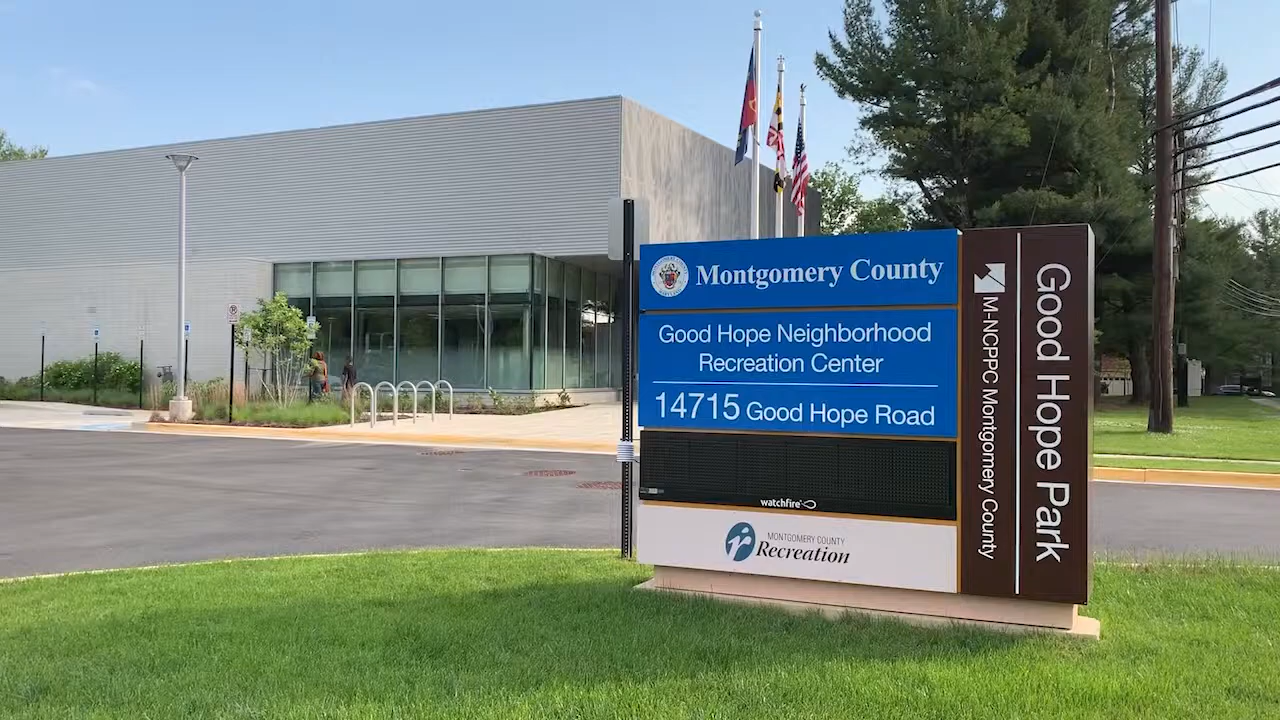 Montgomery County
Good Hope Neighborhood
Recreation Center
14715 Good Hope Road
watchfire
MONTGOMERY COUNTY
Recreation
M-NCPPC Montgomery County
Good Hope Park